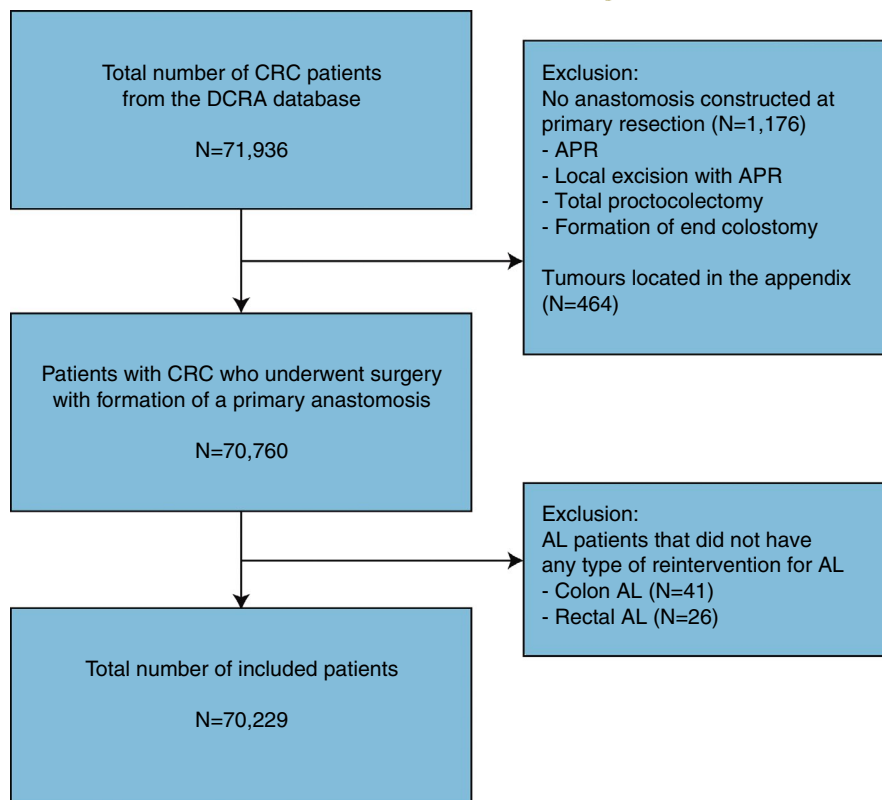 Total number of CRC patients
from the DCRA database
N=71,936
Exclusion:
No anastomosis constructed at
primary resection (N=1,176)
- APR
- Local excision with APR
- Total proctocolectomy
- Formation of end colostomy
Tumours located in the appendix
(N=464)
Patients with CRC who underwent surgery
with formation of a primary anastomosis
N=70,760
Exclusion:
AL patients that did not have
any type of reintervention for AL
- Colon AL (N=41)
- Rectal AL (N=26)
Total number of included patients
N=70,229